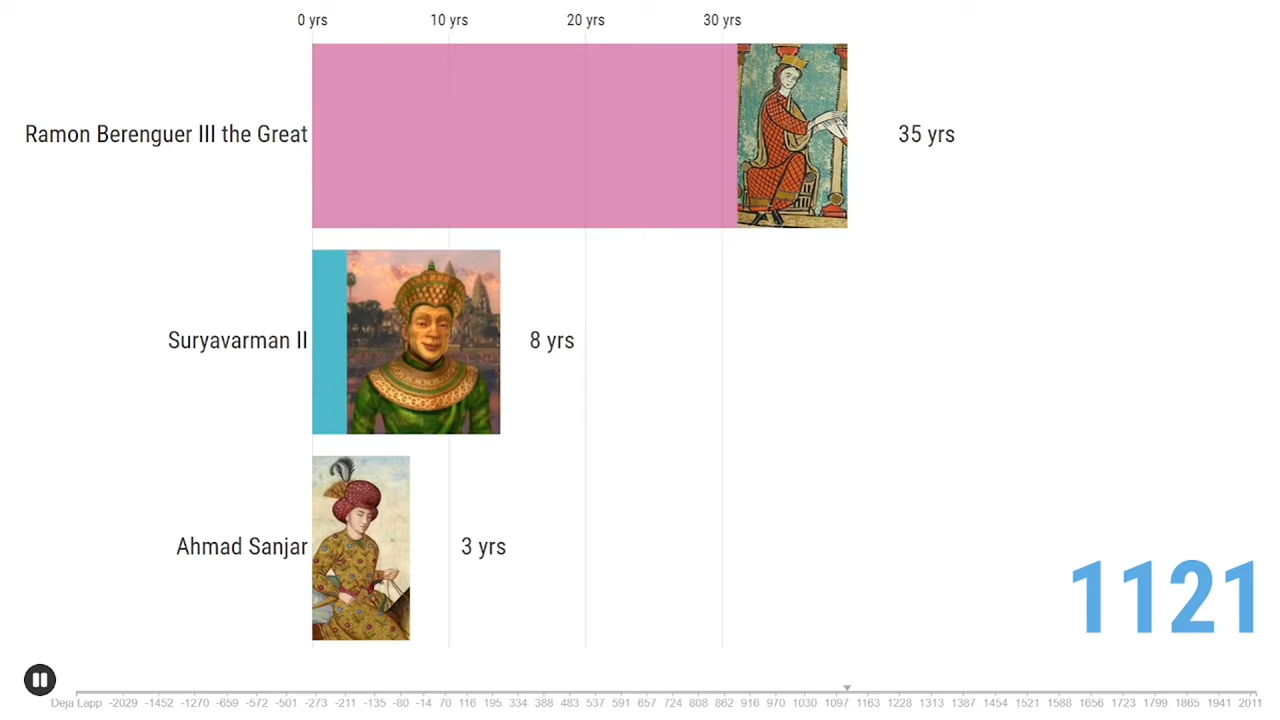 0 yrs 10 yrs 20 yrs 30 yrs
Ramon Berenguer III the Great 35 yrs
Suryavarman II 8 yrs
Ahmad Sanjar 3 yrs
1121
Deja Lapp -2029 -1452 -1270 -659 -572 -501 -273 -211 -135 -80 -14 70 116 195 334 388 483 537 591 657 724 808 862 916 970 1030 1097 1163 1228 1313 1387 1454 1521 1588 1656 1723 1799 1865 1941 2011